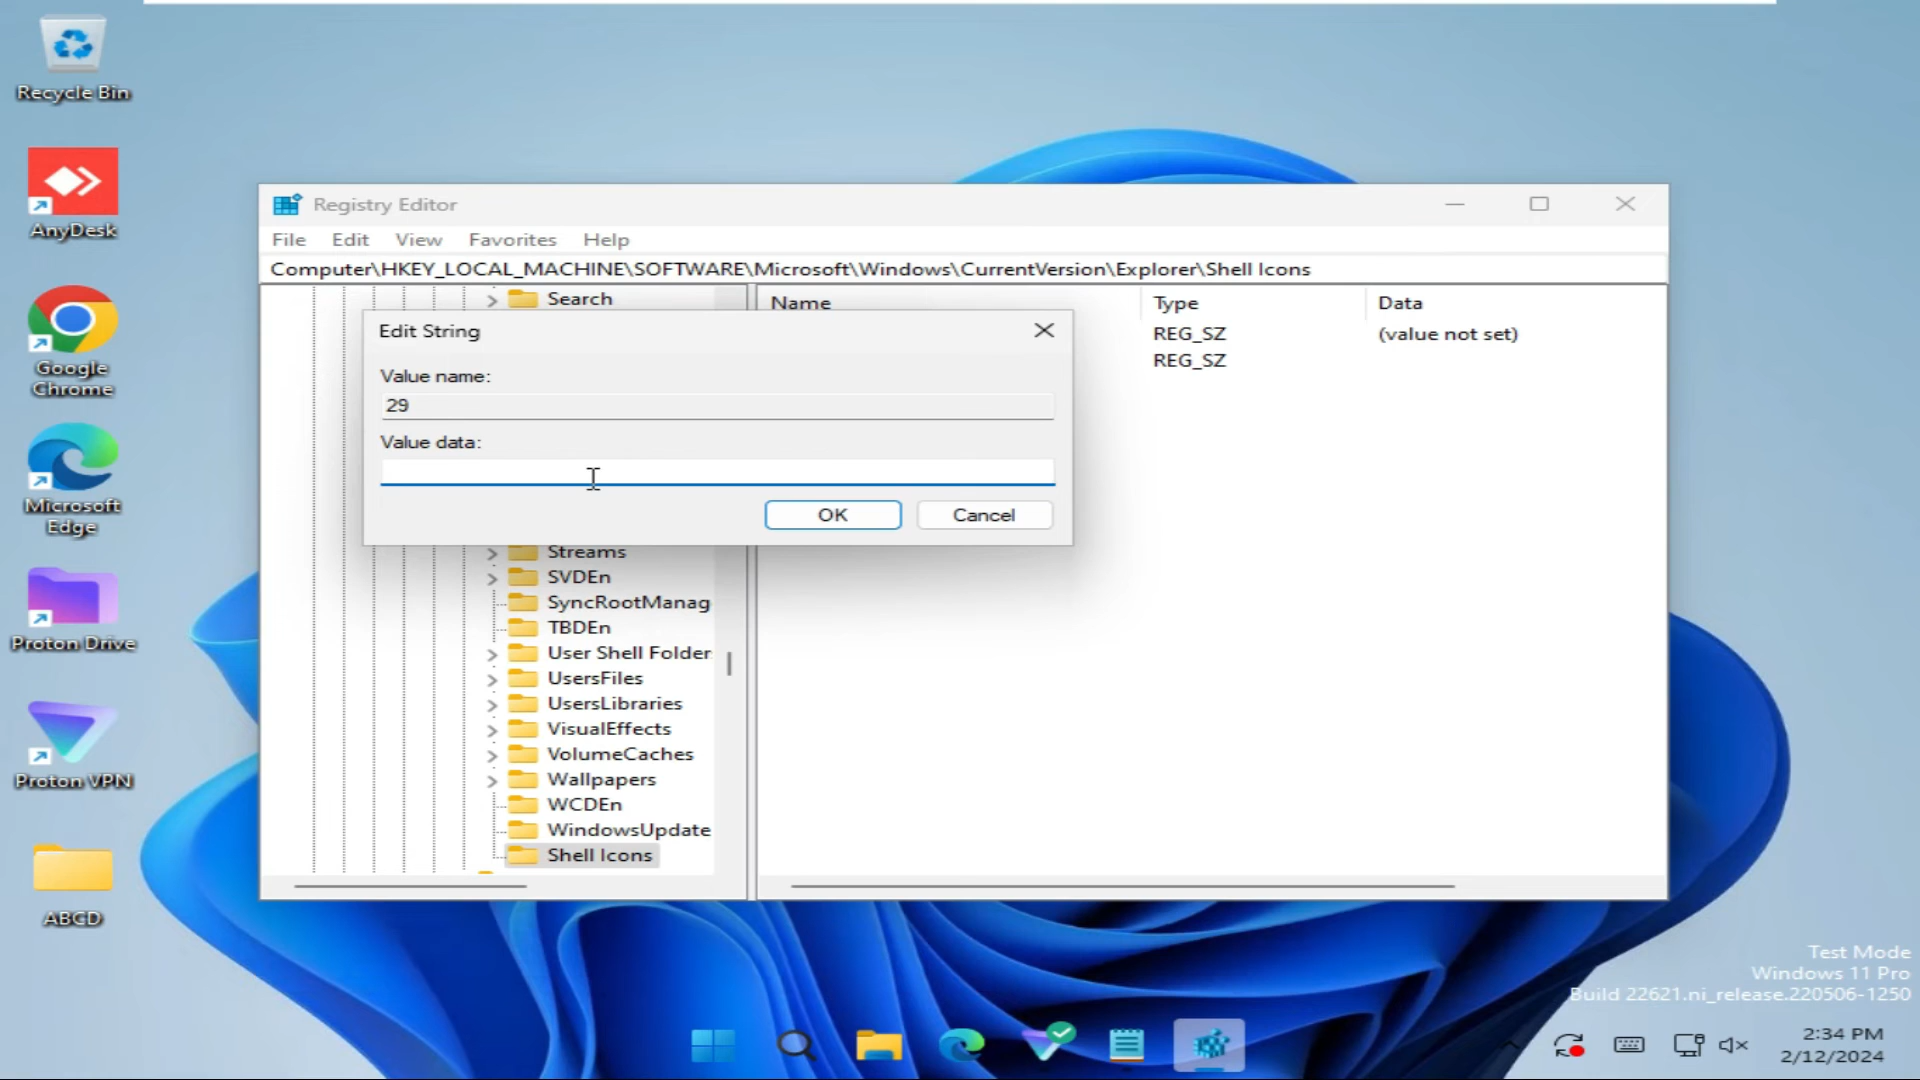 Recycle Bin
AnyDesk
Google
Chrome
Microsoft
Edge
Proton Drive
Proton VPN
ABCD
Registry Editor
File Edit View Favorites Help
Computer\HKEY_LOCAL_MACHINE\SOFTWARE\Microsoft\Windows\CurrentVersion\Explorer\Shell Icons
Search
Name Type Data
REG_SZ (value not set)
REG_SZ
Edit String
Value name:
29
Value data:
OK Cancel
Streams
SVDEn
SyncRootManag
TBDEn
User Shell Folder
UsersFiles
UsersLibraries
VisualEffects
VolumeCaches
Wallpapers
WCDEn
WindowsUpdate
Shell Icons
Test Mode
Windows 11 Pro
Build 22621.ni_release.220506-1250
2:34 PM
2/12/2024